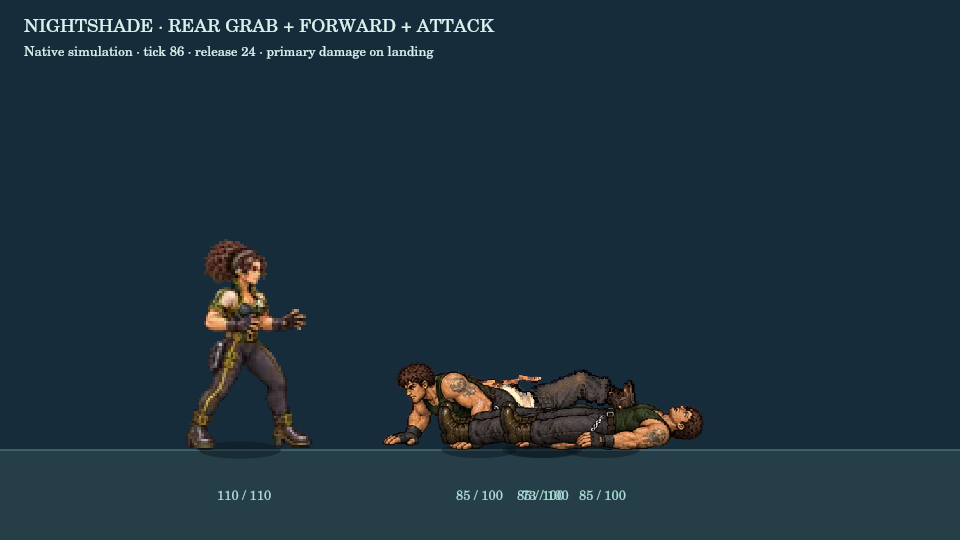 NIGHTSHADE · REAR GRAB + FORWARD + ATTACK
Native simulation · tick 86 · release 24 · primary damage on landing
110 / 110 85 / 100 85 / 100